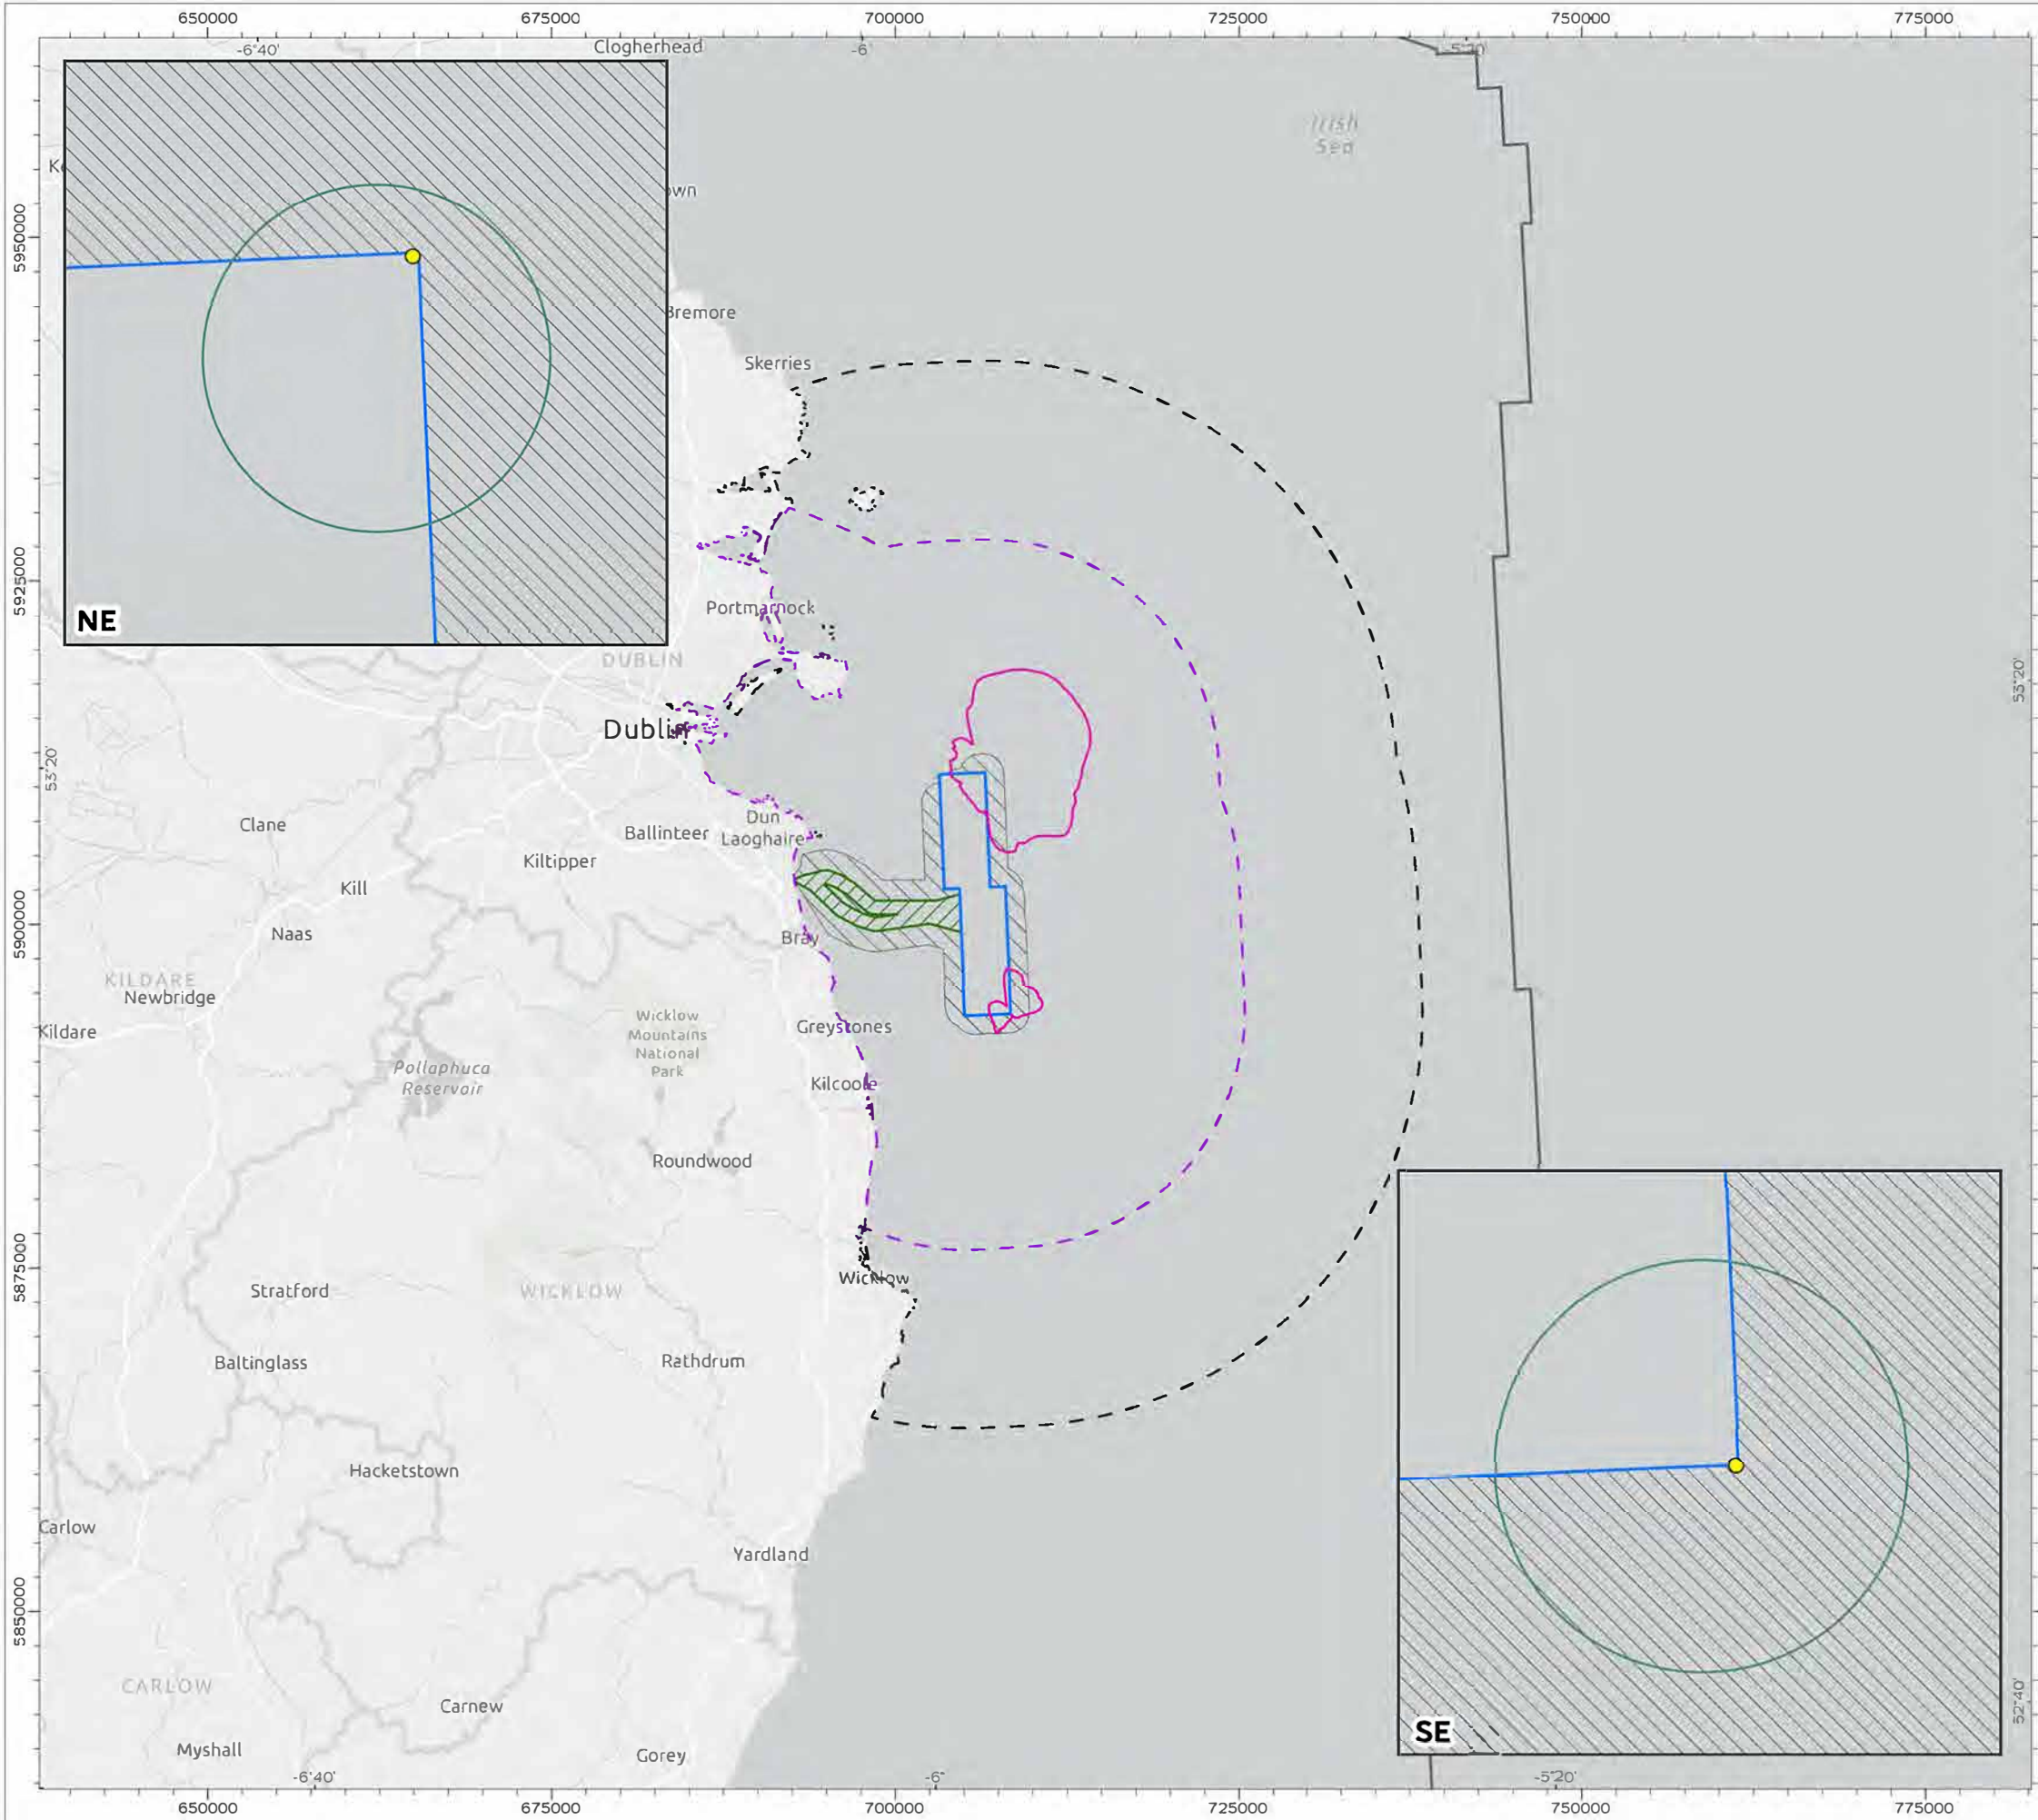 650000
675000
700000
725000
750000
775000
-6°40'
Clogherhead
-6°
-5°20'
Irish
Sea
5950000
Bremore
Skerries
5925000
NE
Portmarnock
DUBLIN
53°20'
Dublin
53°20'
Clane
Ballinteer
Dun
Laoghaire
Kiltipper
Kill
5900000
Naas
Bray
KILDARE
Newbridge
Kildare
Wicklow
Mountains
National
Park
Greystones
Pollaphuca
Reservoir
Kilcoole
Roundwood
5875000
Wicklow
Stratford
WICKLOW
Baltinglass
Rathdrum
Hacketstown
Carlow
Yardland
5850000
CARLOW
Carnew
52°40'
SE
Myshall
Gorey
-6°40'
-6°
-5°20'
650000
675000
700000
725000
750000
775000